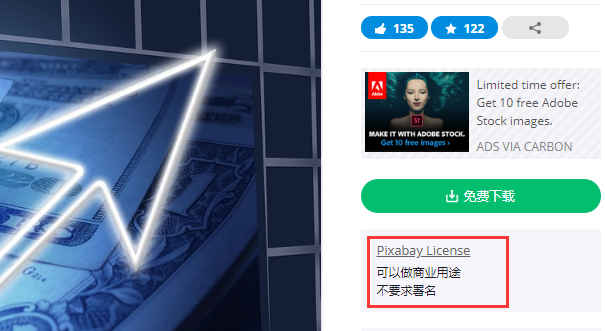 135
122
Adobe
St
MAKE IT WITH ADOBE STOCK.
Get 10 free images ›
Limited time offer:
Get 10 free Adobe
Stock images.
ADS VIA CARBON
免费下载
Pixabay License
可以做商业用途
不要求署名